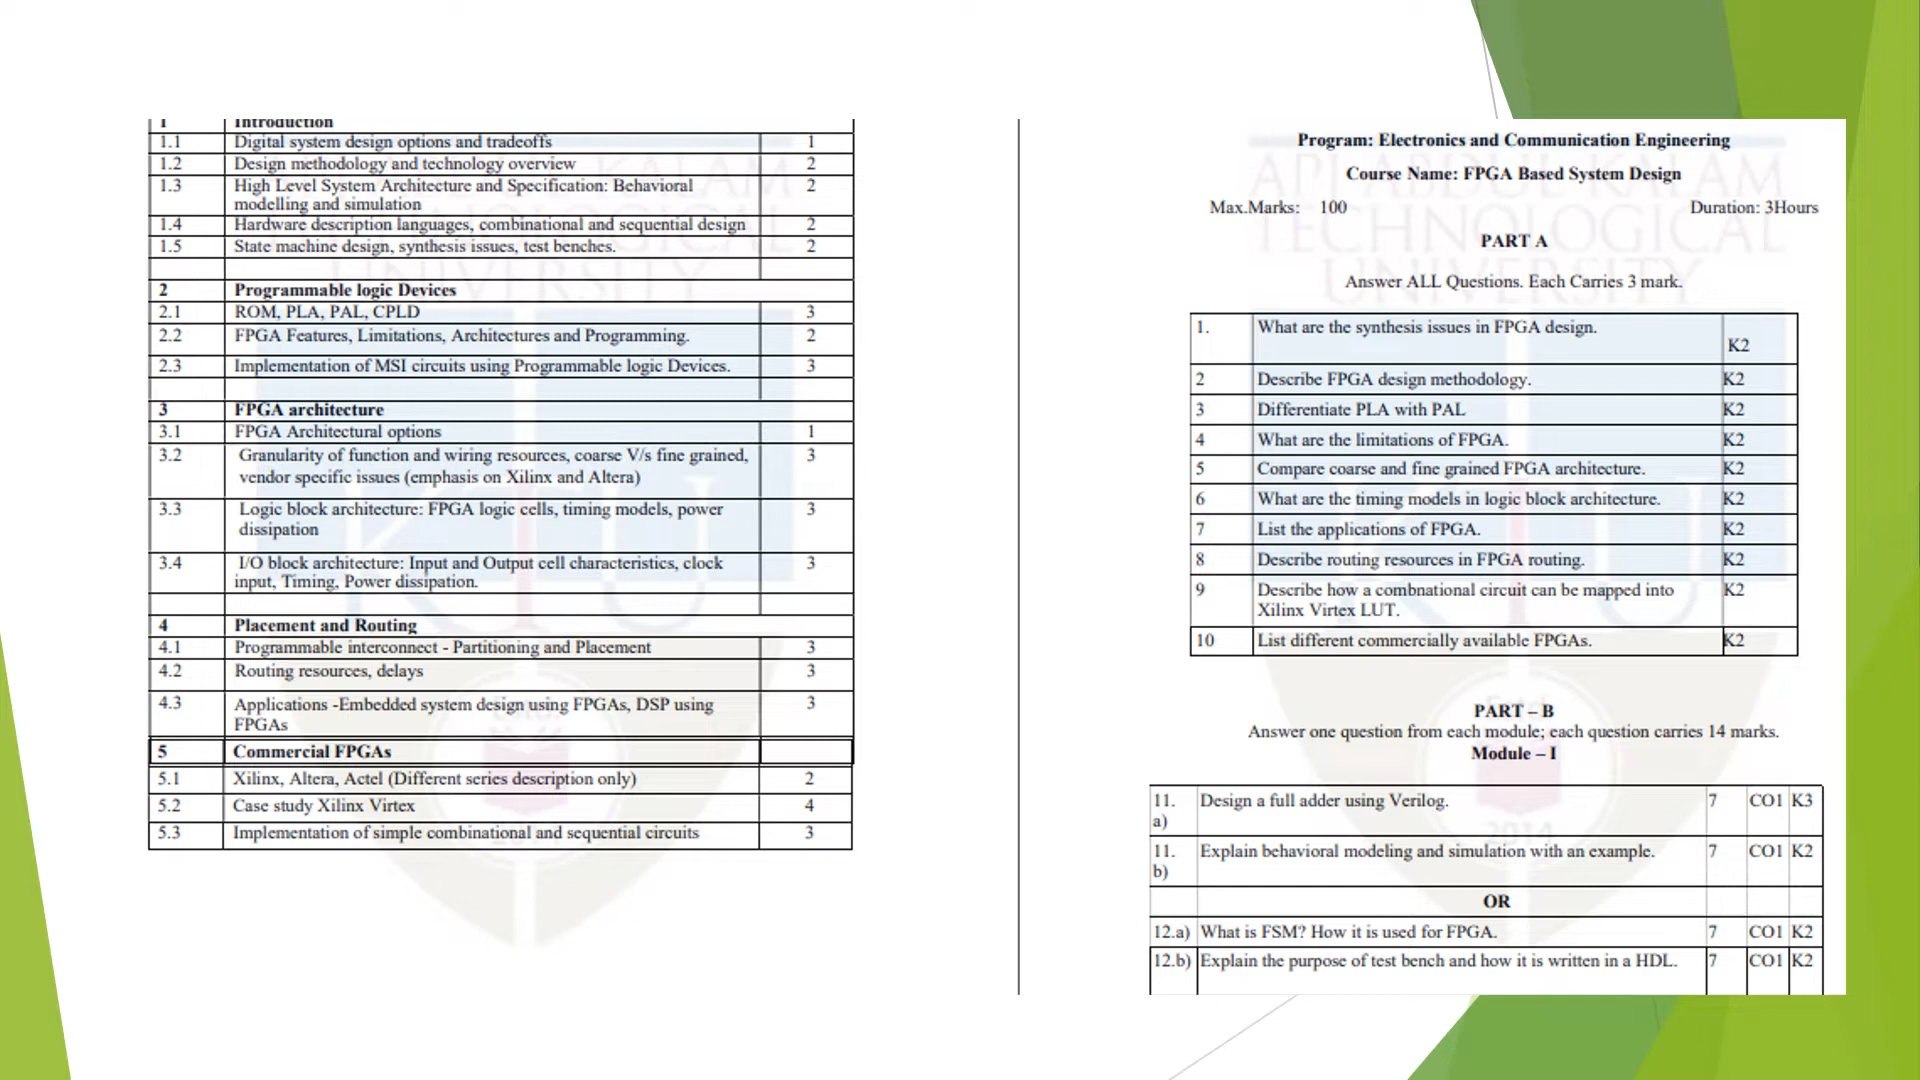 1 Introduction
1.1 Digital system design options and tradeoffs 1
1.2 Design methodology and technology overview 2
1.3 High Level System Architecture and Specification: Behavioral 2
modelling and simulation
1.4 Hardware description languages, combinational and sequential design 2
1.5 State machine design, synthesis issues, test benches. 2
2 Programmable logic Devices
2.1 ROM, PLA, PAL, CPLD 3
2.2 FPGA Features, Limitations, Architectures and Programming. 2
2.3 Implementation of MSI circuits using Programmable logic Devices. 3
3 FPGA architecture
3.1 FPGA Architectural options 1
3.2 Granularity of function and wiring resources, coarse V/s fine grained, 3
vendor specific issues (emphasis on Xilinx and Altera)
3.3 Logic block architecture: FPGA logic cells, timing models, power 3
dissipation
3.4 I/O block architecture: Input and Output cell characteristics, clock 3
input, Timing, Power dissipation.
4 Placement and Routing
4.1 Programmable interconnect - Partitioning and Placement 3
4.2 Routing resources, delays 3
4.3 Applications -Embedded system design using FPGAs, DSP using 3
FPGAs
5 Commercial FPGAs
5.1 Xilinx, Altera, Actel (Different series description only) 2
5.2 Case study Xilinx Virtex 4
5.3 Implementation of simple combinational and sequential circuits 3
Program: Electronics and Communication Engineering
Course Name: FPGA Based System Design
Max.Marks: 100 Duration: 3Hours
PART A
Answer ALL Questions. Each Carries 3 mark.
1. What are the synthesis issues in FPGA design.
K2
2 Describe FPGA design methodology. K2
3 Differentiate PLA with PAL K2
4 What are the limitations of FPGA. K2
5 Compare coarse and fine grained FPGA architecture. K2
6 What are the timing models in logic block architecture. K2
7 List the applications of FPGA. K2
8 Describe routing resources in FPGA routing. K2
9 Describe how a combnational circuit can be mapped into K2
Xilinx Virtex LUT.
10 List different commercially available FPGAs. K2
PART – B
Answer one question from each module; each question carries 14 marks.
Module – I
11. Design a full adder using Verilog. 7 CO1 K3
a)
11. Explain behavioral modeling and simulation with an example. 7 CO1 K2
b)
OR
12.a) What is FSM? How it is used for FPGA. 7 CO1 K2
12.b) Explain the purpose of test bench and how it is written in a HDL. 7 CO1 K2
API ABDUL KALAM
TECHNOLOGICAL
UNIVERSITY
KTU
2014